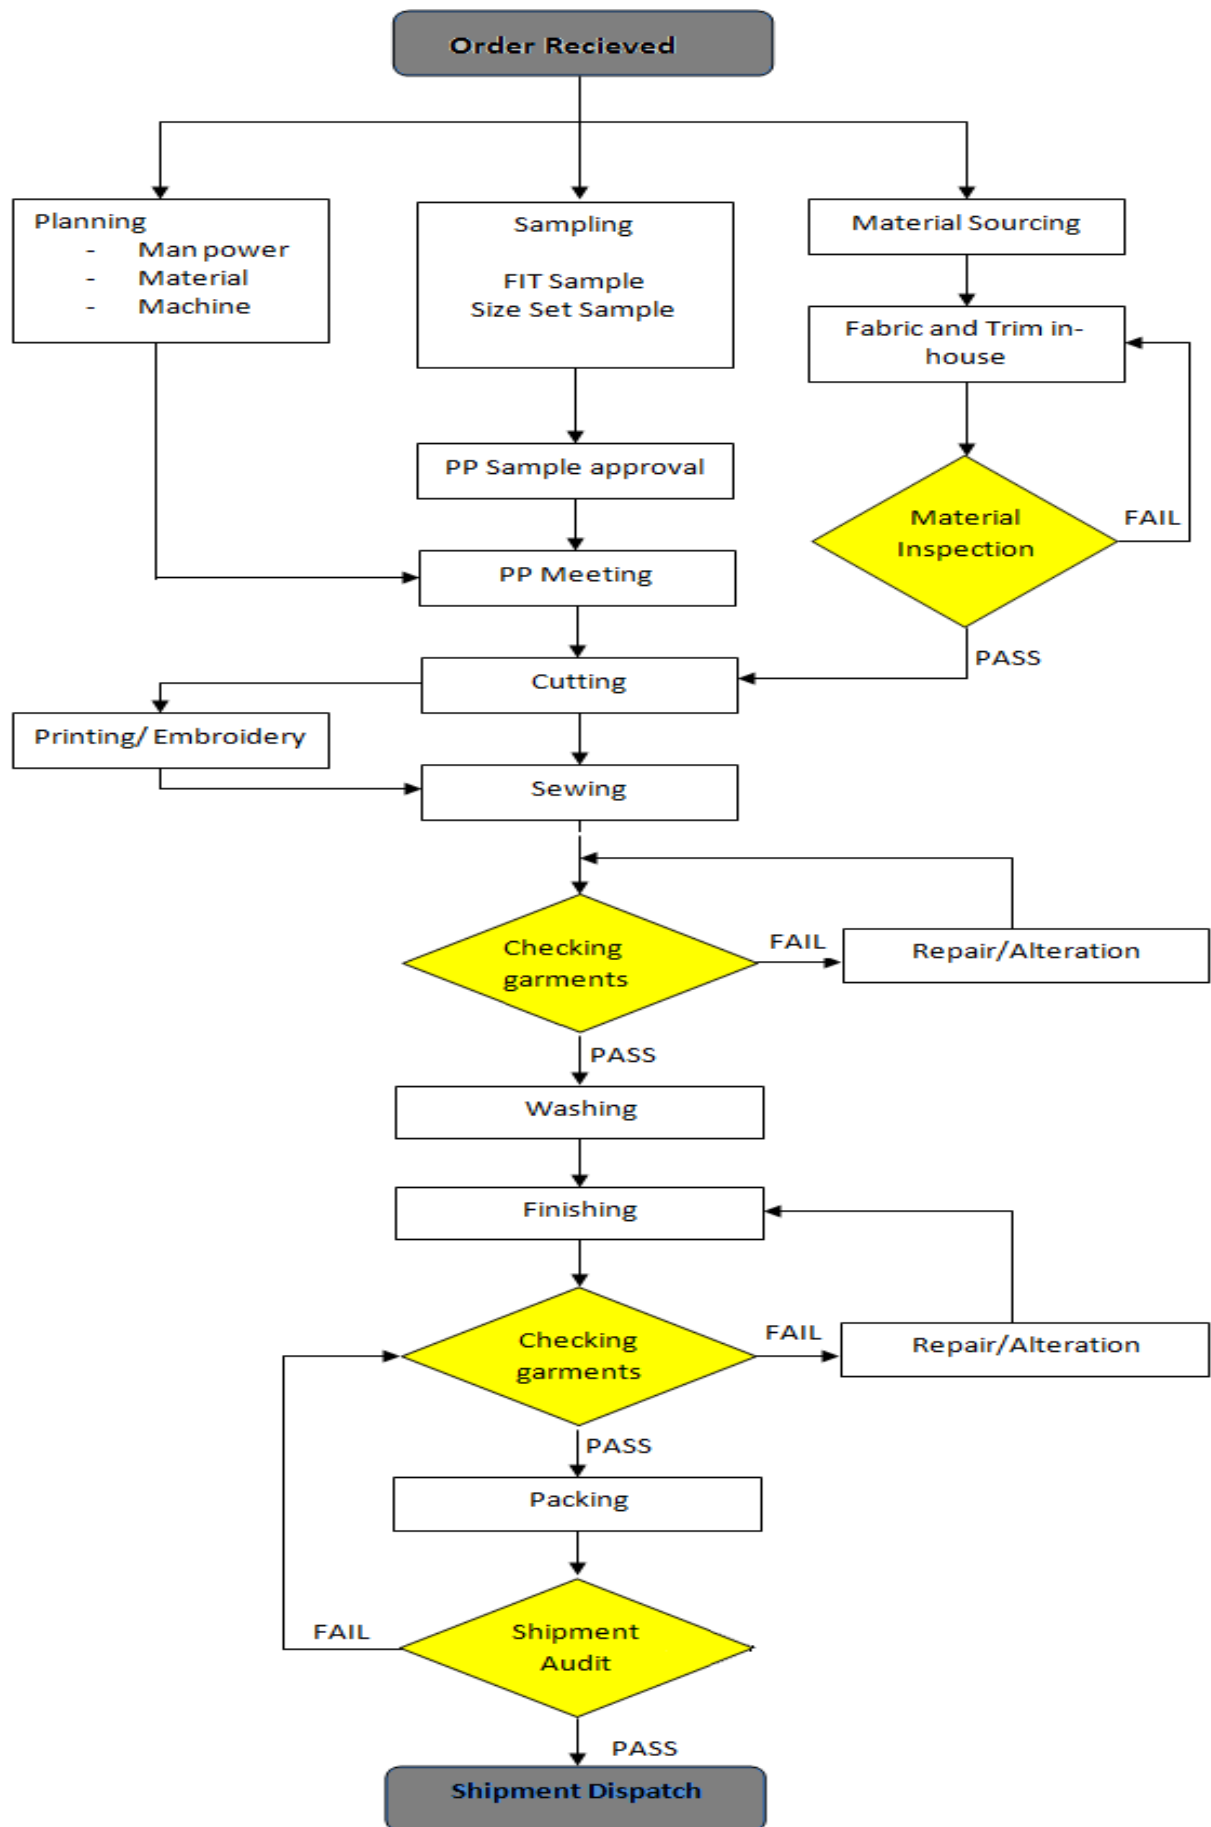 Order Recieved
Planning
- Man power
- Material
- Machine
Sampling
FIT Sample
Size Set Sample
Material Sourcing
Fabric and Trim in-
house
PP Sample approval
Material
Inspection
FAIL
PP Meeting
PASS
Cutting
Printing/ Embroidery
Sewing
Checking
garments
FAIL
Repair/Alteration
PASS
Washing
Finishing
Checking
garments
FAIL
Repair/Alteration
PASS
Packing
Shipment
Audit
FAIL
PASS
Shipment Dispatch